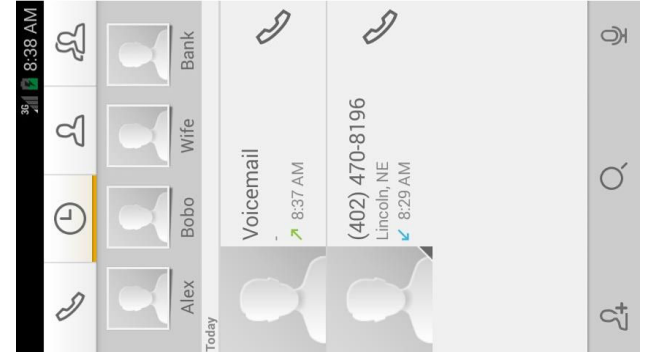 3G 8:38 AM
Alex Bobo Wife Bank
Today
Voicemail
-
8:37 AM
(402) 470-8196
Lincoln, NE
8:29 AM